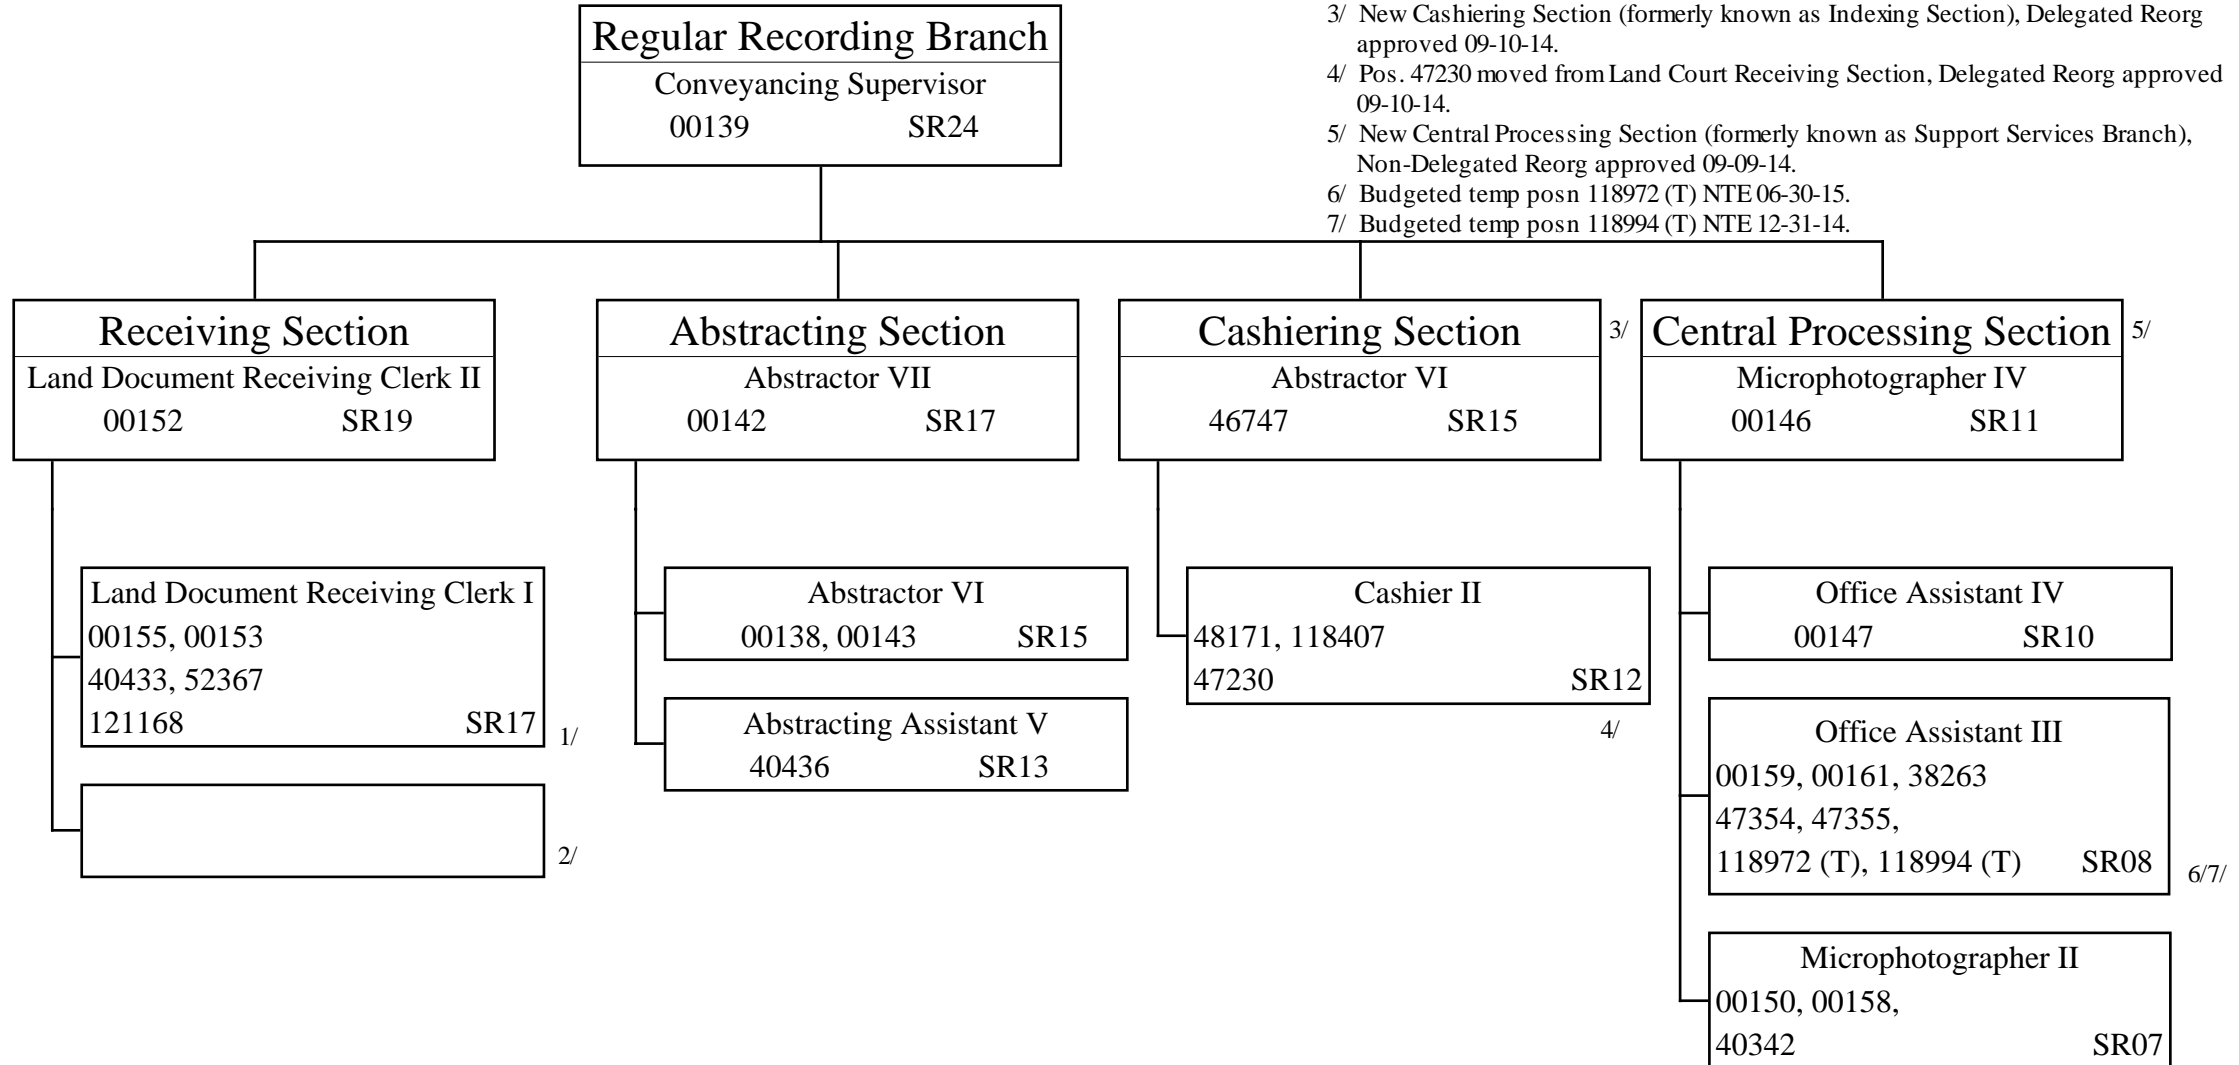 Regular Recording Branch
Conveyancing Supervisor
00139 SR24
3/ New Cashiering Section (formerly known as Indexing Section), Delegated Reorg
approved 09-10-14.
4/ Pos. 47230 moved from Land Court Receiving Section, Delegated Reorg approved
09-10-14.
5/ New Central Processing Section (formerly known as Support Services Branch),
Non-Delegated Reorg approved 09-09-14.
6/ Budgeted temp posn 118972 (T) NTE 06-30-15.
7/ Budgeted temp posn 118994 (T) NTE 12-31-14.
Receiving Section
Land Document Receiving Clerk II
00152 SR19
Land Document Receiving Clerk I
00155, 00153
40433, 52367
121168 SR17
1/
2/
Abstracting Section
Abstractor VII
00142 SR17
Abstractor VI
00138, 00143 SR15
Abstracting Assistant V
40436 SR13
Cashiering Section
3/
Abstractor VI
46747 SR15
Cashier II
48171, 118407
47230 SR12
4/
Central Processing Section
5/
Microphotographer IV
00146 SR11
Office Assistant IV
00147 SR10
Office Assistant III
00159, 00161, 38263
47354, 47355,
118972 (T), 118994 (T) SR08
6/7/
Microphotographer II
00150, 00158,
40342 SR07